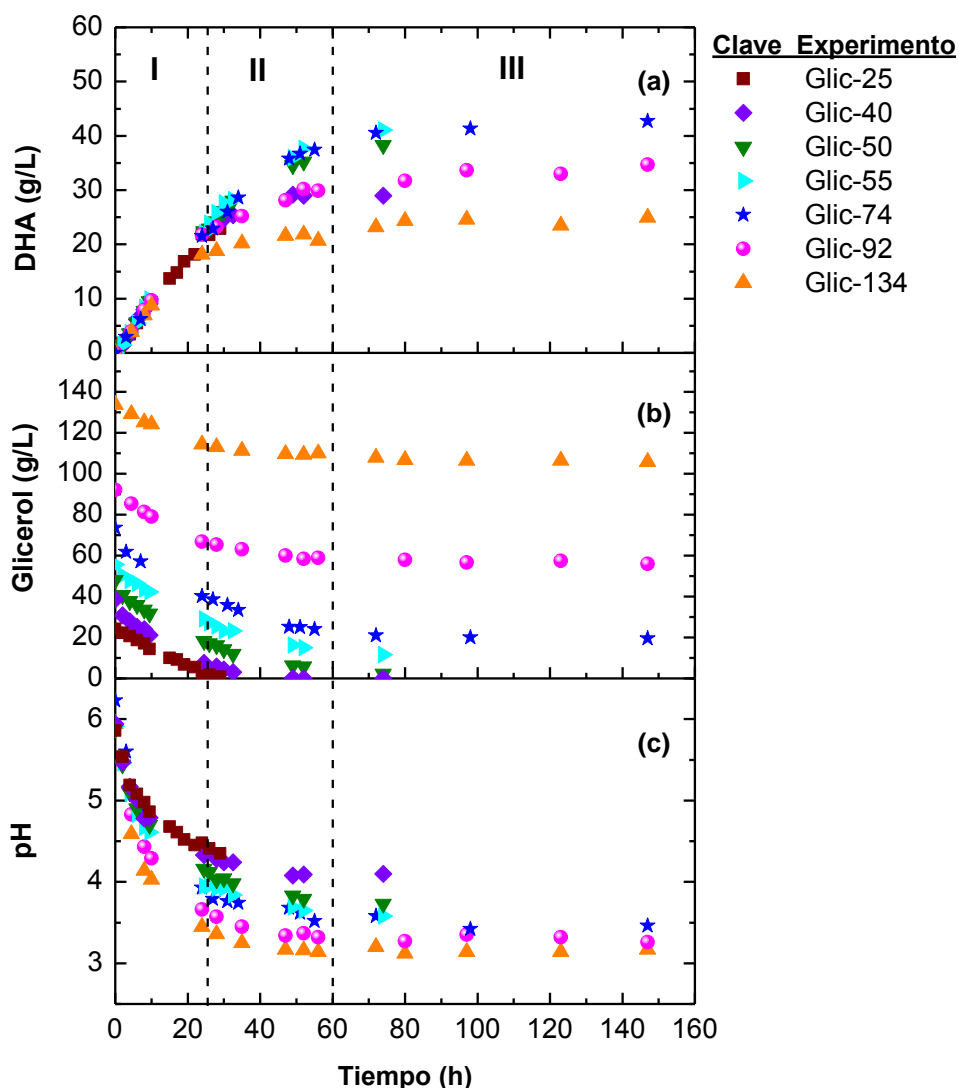 Clave Experimento
Glic-25
Glic-40
Glic-50
Glic-55
Glic-74
Glic-92
Glic-134
I II III
(a)
60
50
40
30
20
10
0
DHA (g/L)
(b)
140
120
100
80
60
40
20
0
Glicerol (g/L)
(c)
6
5
4
3
pH
0 20 40 60 80 100 120 140 160
Tiempo (h)